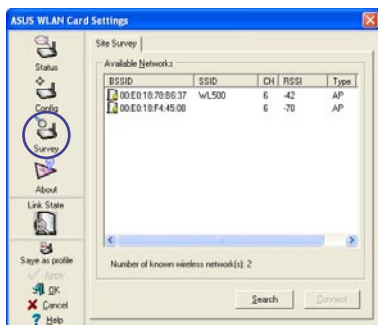 ASUS WLAN Card Settings
Status
Config
Survey
About
Link State
Save as profile
Apply
OK
Cancel
Help
Site Survey
Available Networks
BSSID SSID CH RSSI Type
00:E0:18:78:B6:37 WL500 6 -42 AP
00:E0:18:F4:45:00 6 -70 AP
Number of known wireless network(s): 2
Search Connect